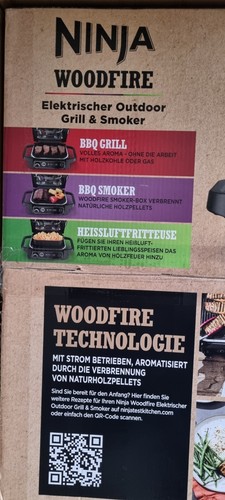 NINJA
WOODFIRE
Elektrischer Outdoor
Grill & Smoker
BBQ GRILL
VOLLES AROMA - OHNE DIE ARBEIT
MIT HOLZKOHLE ODER GAS
BBQ SMOKER
WOODFIRE SMOKER-BOX VERBRENNT
NATÜRLICHE HOLZPELLETS
HEISSLUFTFRITTEUSE
FÜGEN SIE IHREN HEIßLUFT-
FRITTIERTEN LIEBLINGSSPEISEN DAS
AROMA VON HOLZFEUER HINZU
WOODFIRE
TECHNOLOGIE
MIT STROM BETRIEBEN, AROMATISIERT
DURCH DIE VERBRENNUNG
VON NATURHOLZPELLETS
Sind Sie bereit für den Anfang? Hier finden Sie
weitere Rezepte für Ihren Ninja Woodfire Elektrischer
Outdoor Grill & Smoker auf ninjatestkitchen.com
oder einfach den QR-Code scannen.